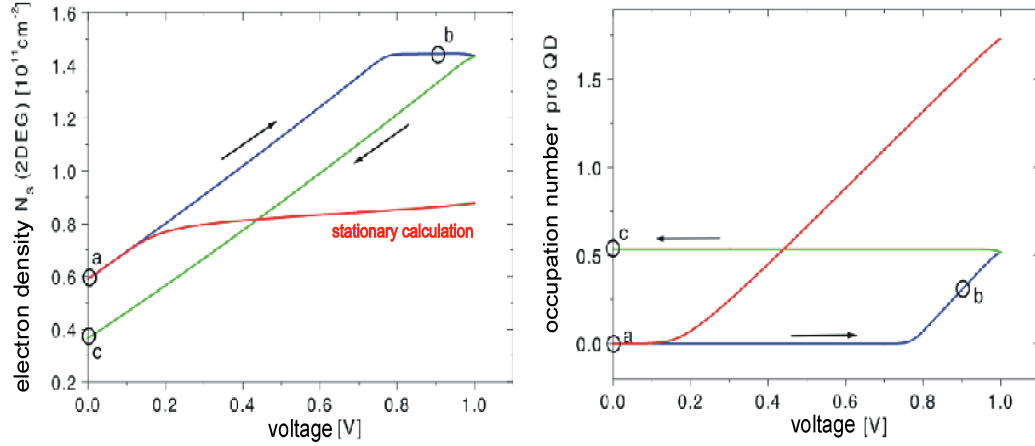 electron density N_s (2DEG) [10^11 cm^-2]
1.6
1.4
1.2
1.0
0.8
0.6
0.4
0.2
0.0
0.2
0.4
0.6
0.8
1.0
voltage [V]
a
b
c
stationary calculation
occupation number pro QD
1.5
1.0
0.5
0.0
0.0
0.2
0.4
0.6
0.8
1.0
voltage [V]
c
a
b